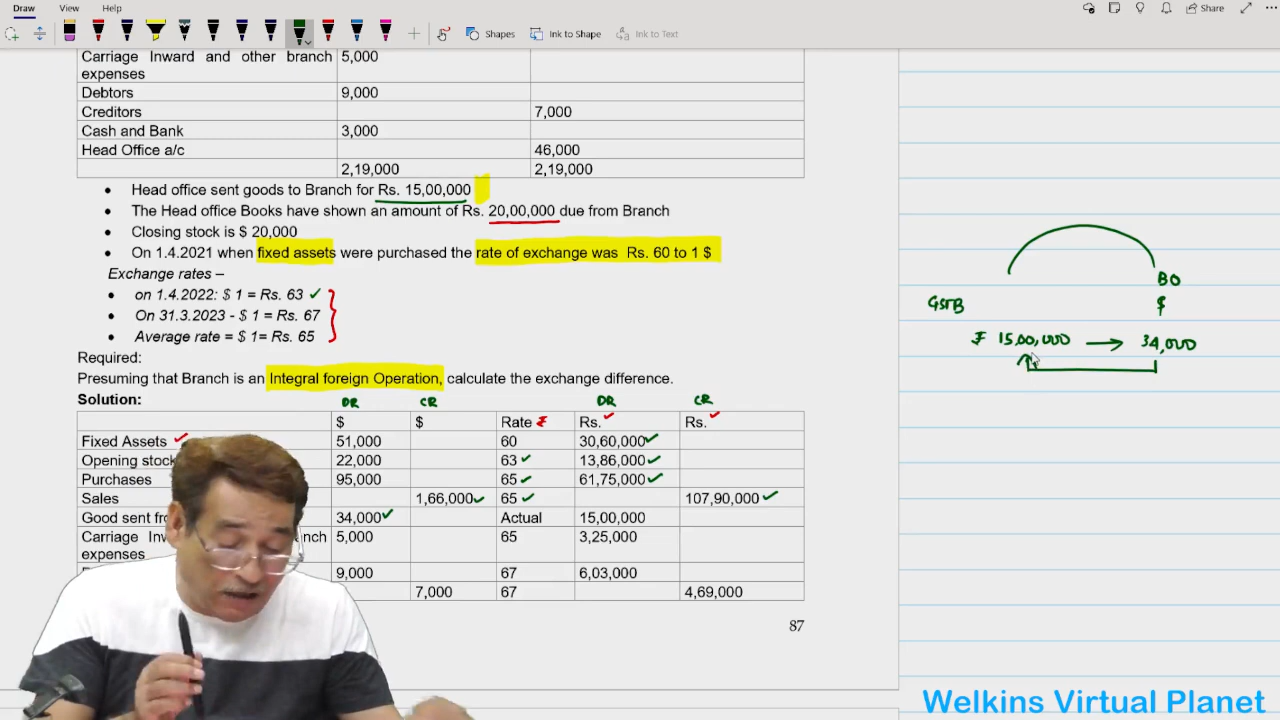 Draw View Help
Share
Shapes Ink to Shape Ink to Text
Carriage Inward and other branch expenses 5,000
Debtors 9,000
Creditors 7,000
Cash and Bank 3,000
Head Office a/c 46,000
2,19,000 2,19,000
• Head office sent goods to Branch for Rs. 15,00,000
• The Head office Books have shown an amount of Rs. 20,00,000 due from Branch
• Closing stock is $ 20,000
• On 1.4.2021 when fixed assets were purchased the rate of exchange was Rs. 60 to 1 $
Exchange rates –
• on 1.4.2022: $ 1 = Rs. 63
• On 31.3.2023 - $ 1 = Rs. 67
• Average rate = $ 1= Rs. 65
Required:
Presuming that Branch is an Integral foreign Operation, calculate the exchange difference.
Solution:
DR CR DR CR
$ $ Rate ₹ Rs. Rs.
Fixed Assets 51,000 60 30,60,000
Opening stock 22,000 63 13,86,000
Purchases 95,000 65 61,75,000
Sales 1,66,000 65 107,90,000
Good sent 34,000 Actual 15,00,000
Carriage 5,000 65 3,25,000
expenses
9,000 67 6,03,000
7,000 67 4,69,000
87
BO
GSTB $
₹ 15,00,000 → 34,000
Welkins Virtual Planet